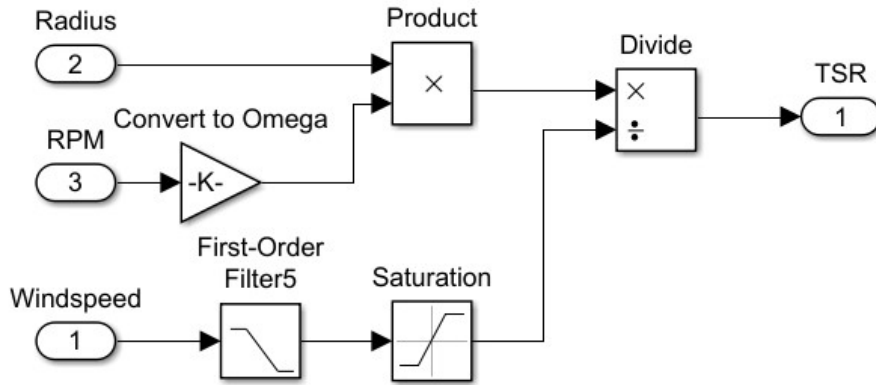 Radius
2
Product
×
Divide
×
÷
TSR
1
Convert to Omega
RPM
3
-K-
First-Order
Filter5
Saturation
Windspeed
1